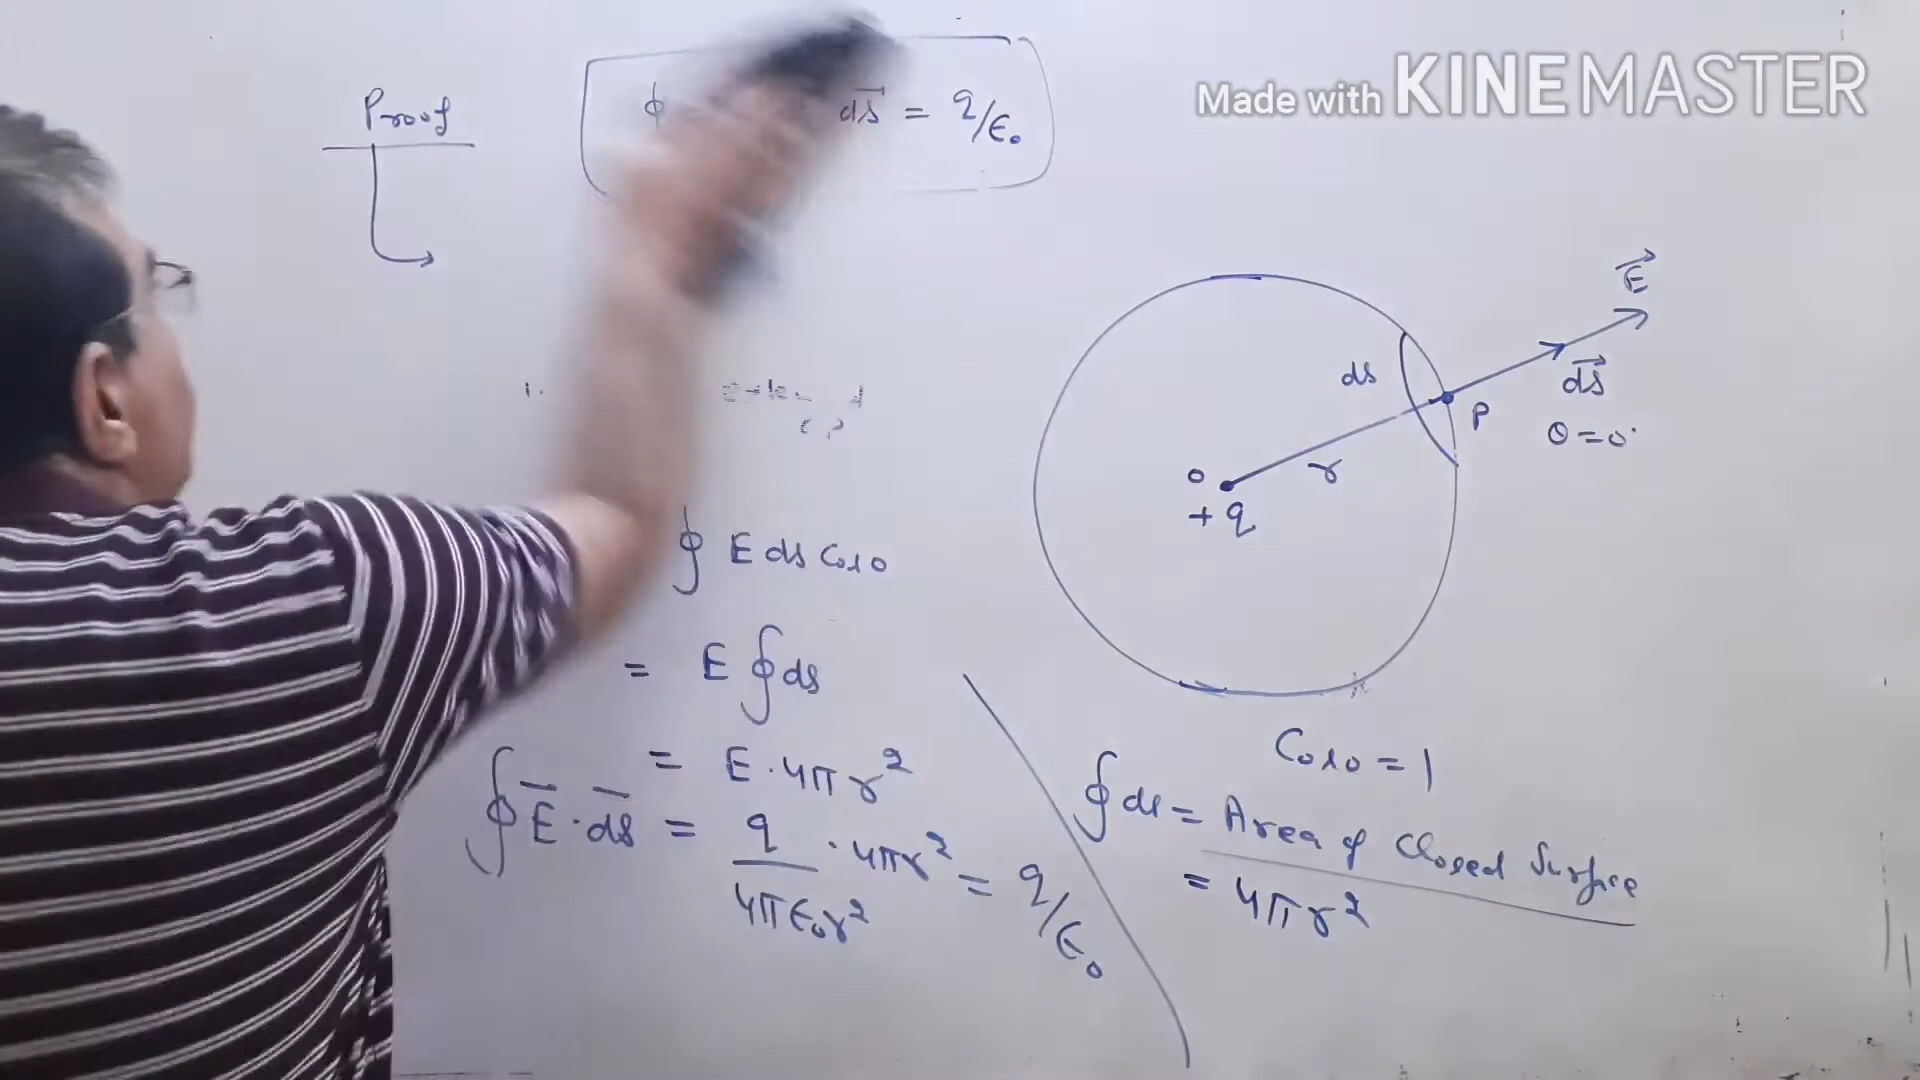 Made with KINEMASTER
Proof
ϕ ds⃗ = q/ϵ₀
E⃗
ds
ds⃗
P
θ = 0°
O
r
+q
∮ E ds Cos 0
= E ∮ ds
= E · 4πr²
∮ E⃗ · ds⃗ = q/4πϵ₀r² · 4πr² = q/ϵ₀
Cos 0 = 1
∮ ds = Area of Closed Surface
= 4πr²